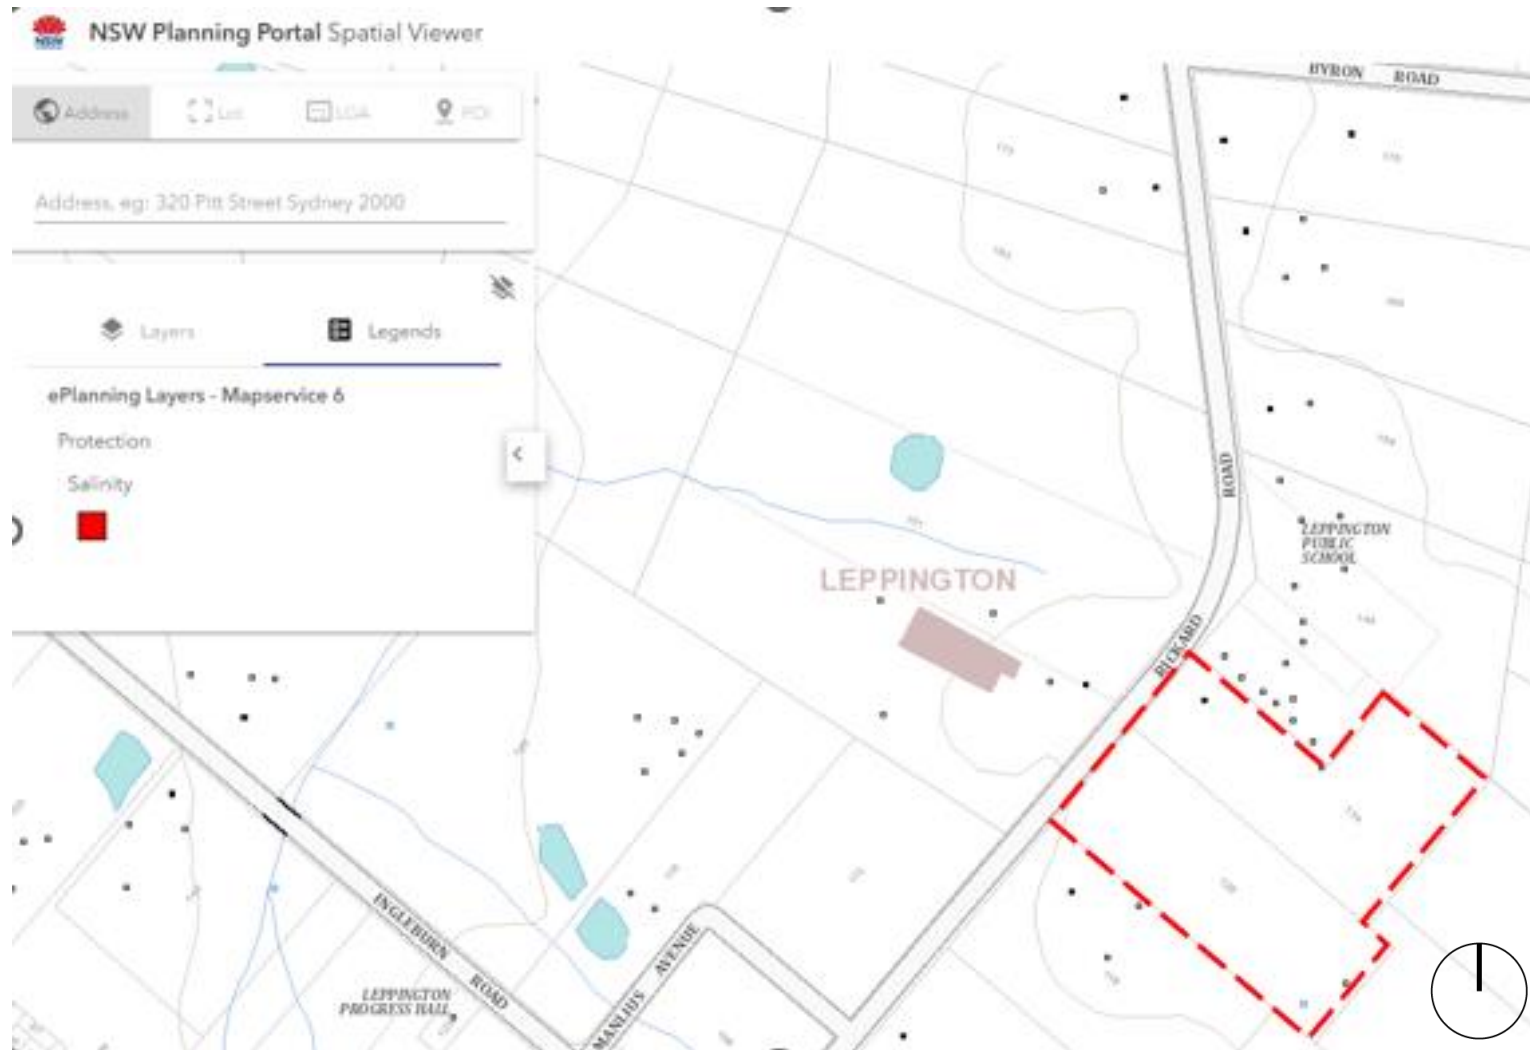 NSW Planning Portal Spatial Viewer
NSW
Address
Lot
LGA
POI
Address, eg: 320 Pitt Street Sydney 2000
Layers
Legends
ePlanning Layers - Mapservice 6
Protection
Salinity
BYRON ROAD
ROAD
LEPPINGTON
PUBLIC
SCHOOL
LEPPINGTON
RICKARD
INGLEBURN ROAD
MANLIUS AVENUE
LEPPINGTON
PROGRESS HALL